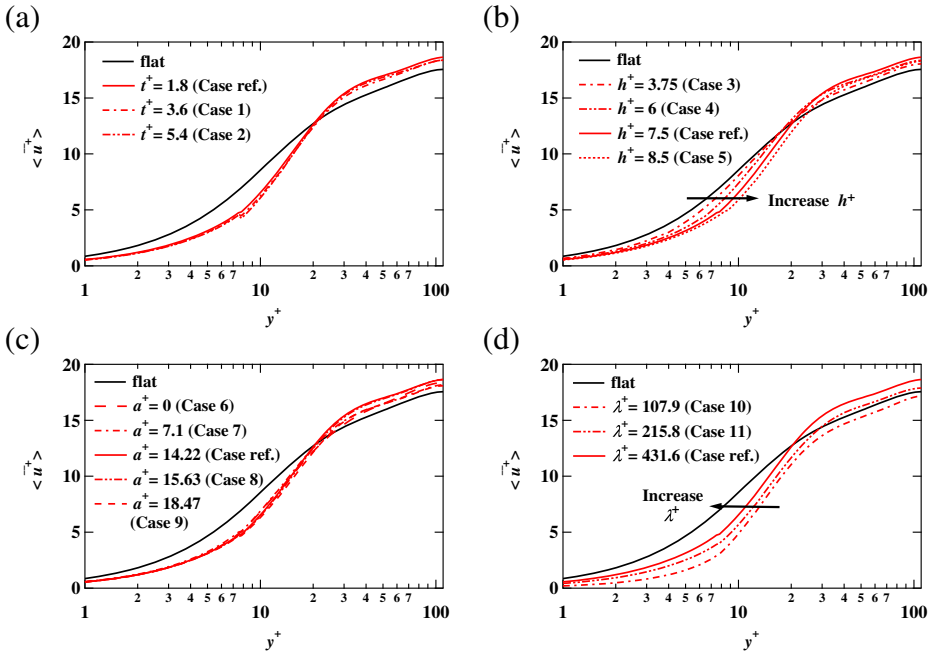 (a)
20
15
10
5
0
< u̅⁺ >
flat
t⁺ = 1.8 (Case ref.)
t⁺ = 3.6 (Case 1)
t⁺ = 5.4 (Case 2)
1 2 3 4 5 6 7 10 2 3 4 5 6 7 100
y⁺
(b)
20
15
10
5
0
< u̅⁺ >
flat
h⁺ = 3.75 (Case 3)
h⁺ = 6 (Case 4)
h⁺ = 7.5 (Case ref.)
h⁺ = 8.5 (Case 5)
Increase h⁺
1 2 3 4 5 6 7 10 2 3 4 5 6 7 100
y⁺
(c)
20
15
10
5
0
< u̅⁺ >
flat
a⁺ = 0 (Case 6)
a⁺ = 7.1 (Case 7)
a⁺ = 14.22 (Case ref.)
a⁺ = 15.63 (Case 8)
a⁺ = 18.47
(Case 9)
1 2 3 4 5 6 7 10 2 3 4 5 6 7 100
y⁺
(d)
20
15
10
5
0
< u̅⁺ >
flat
λ⁺ = 107.9 (Case 10)
λ⁺ = 215.8 (Case 11)
λ⁺ = 431.6 (Case ref.)
Increase
λ⁺
1 2 3 4 5 6 7 10 2 3 4 5 6 7 100
y⁺